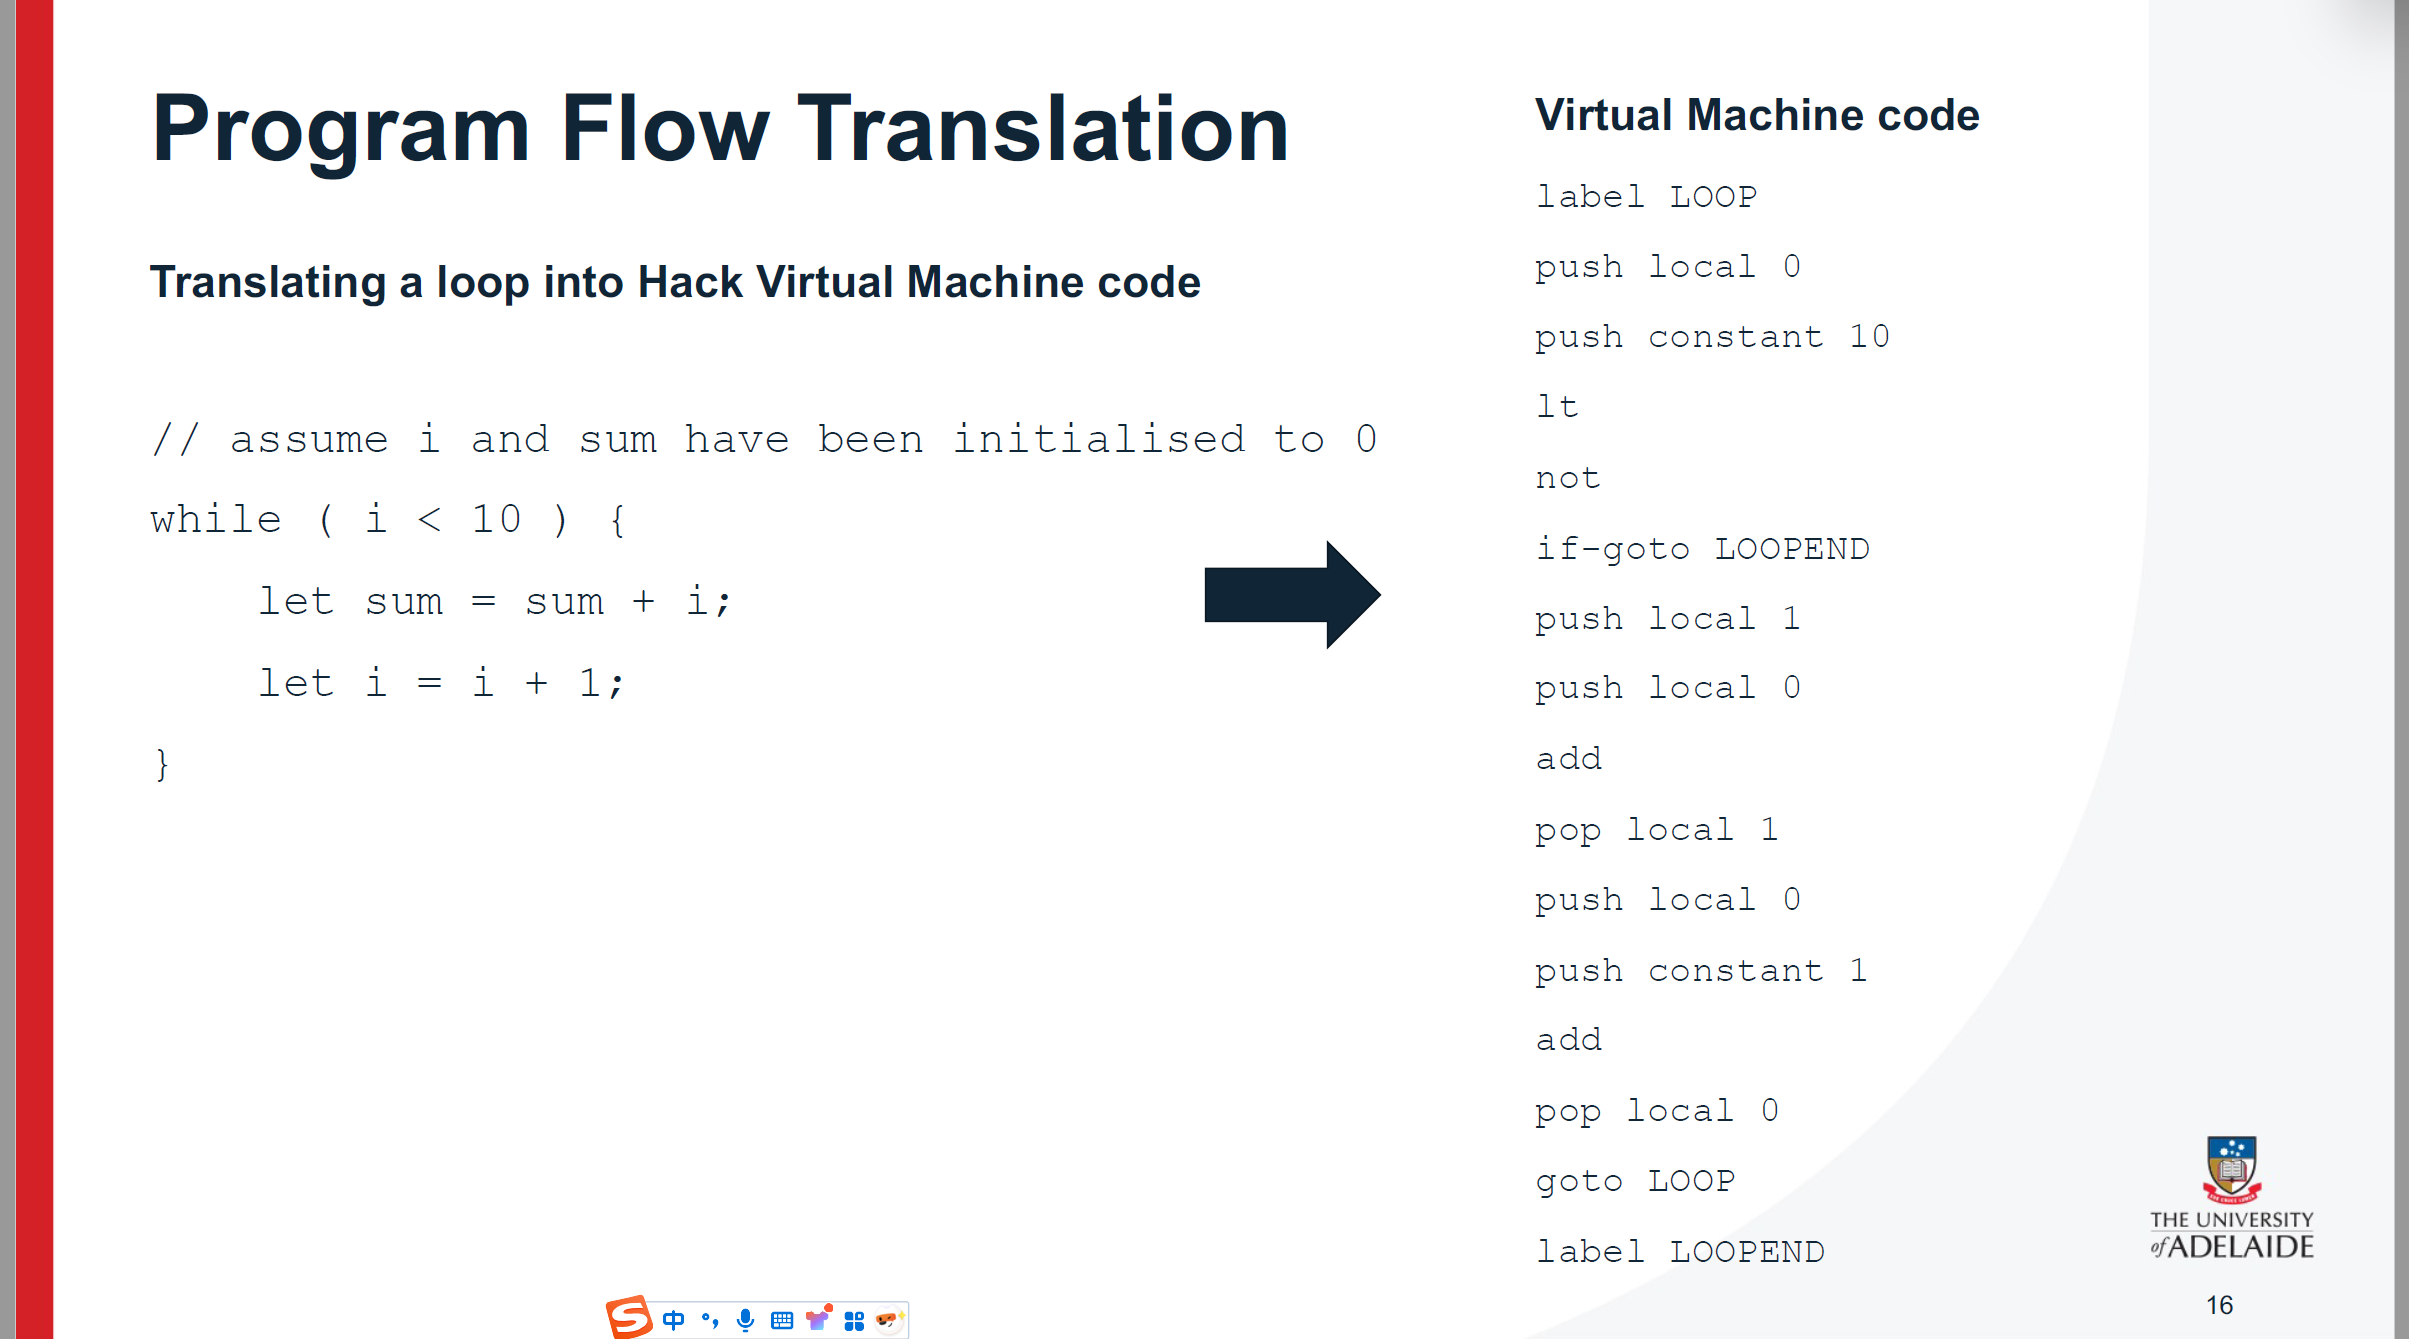 Program Flow Translation
Translating a loop into Hack Virtual Machine code
// assume i and sum have been initialised to 0
while ( i < 10 ) {
    let sum = sum + i;
    let i = i + 1;
}
Virtual Machine code
label LOOP
push local 0
push constant 10
lt
not
if-goto LOOPEND
push local 1
push local 0
add
pop local 1
push local 0
push constant 1
add
pop local 0
goto LOOP
label LOOPEND
THE UNIVERSITY
of ADELAIDE
16
S 中 °,